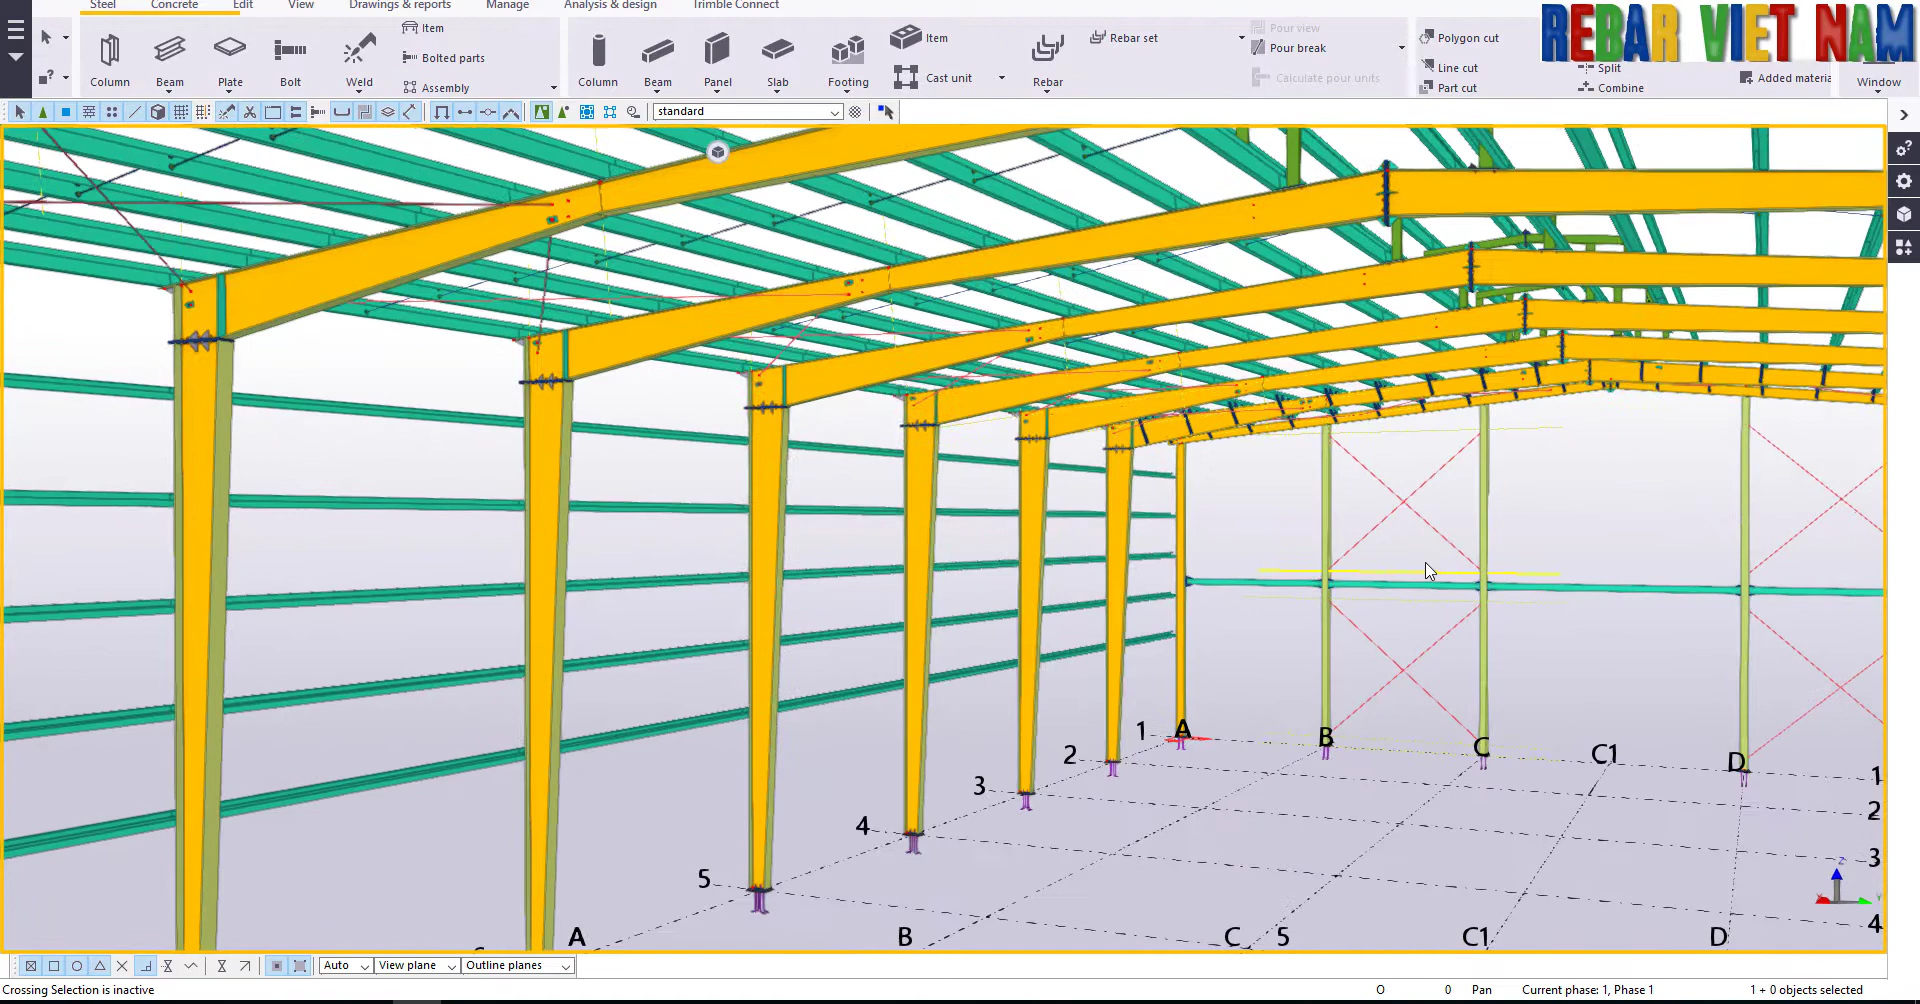 Steel Concrete Edit View Drawings & reports Manage Analysis & design Trimble Connect
REBAR VIET NAM
Column Beam Plate Bolt Weld
Item
Bolted parts
Assembly
Column Beam Panel Slab Footing
Item
Cast unit
Rebar
Rebar set
Pour view
Pour break
Calculate pour units
Polygon cut
Line cut
Part cut
Split
Combine
Added materia
Window
standard
1 A B C C1 D 1
2 2
3 3
4 4
5
A B C 5 C1 D
Auto View plane Outline planes
Crossing Selection is inactive O 0 Pan Current phase: 1, Phase 1 1 + 0 objects selected